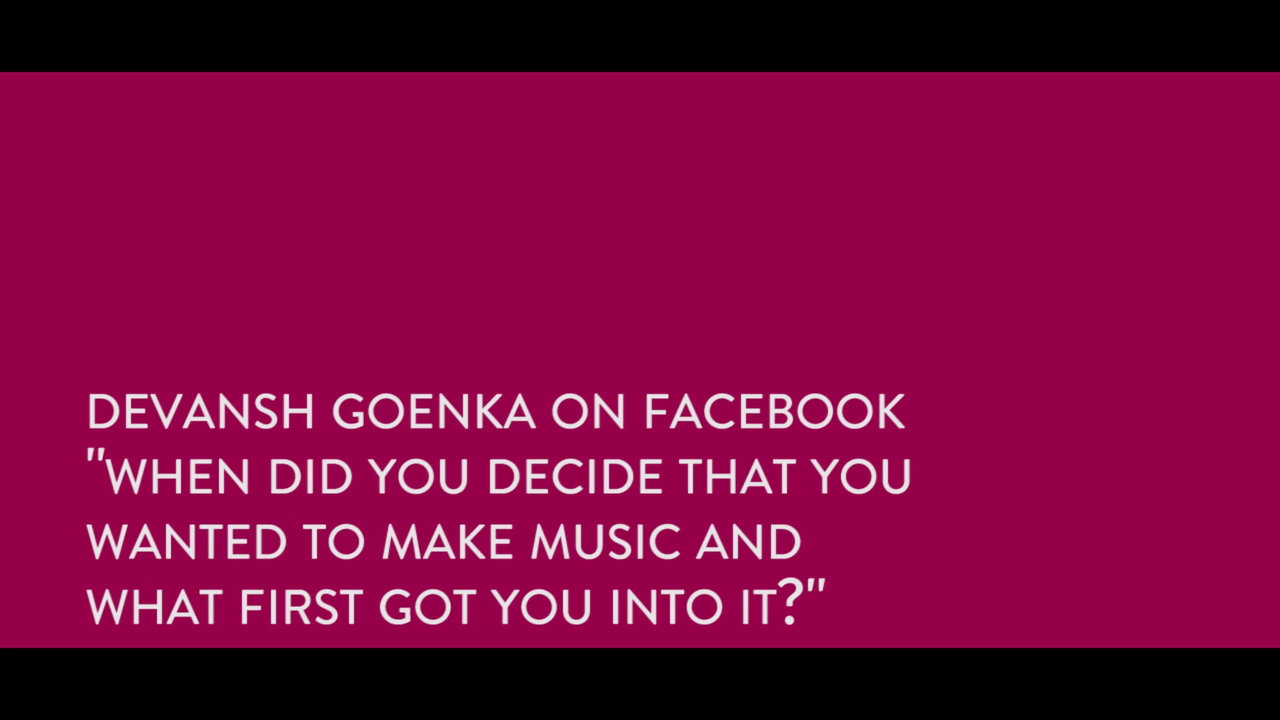 DEVANSH GOENKA ON FACEBOOK
"WHEN DID YOU DECIDE THAT YOU
WANTED TO MAKE MUSIC AND
WHAT FIRST GOT YOU INTO IT?"